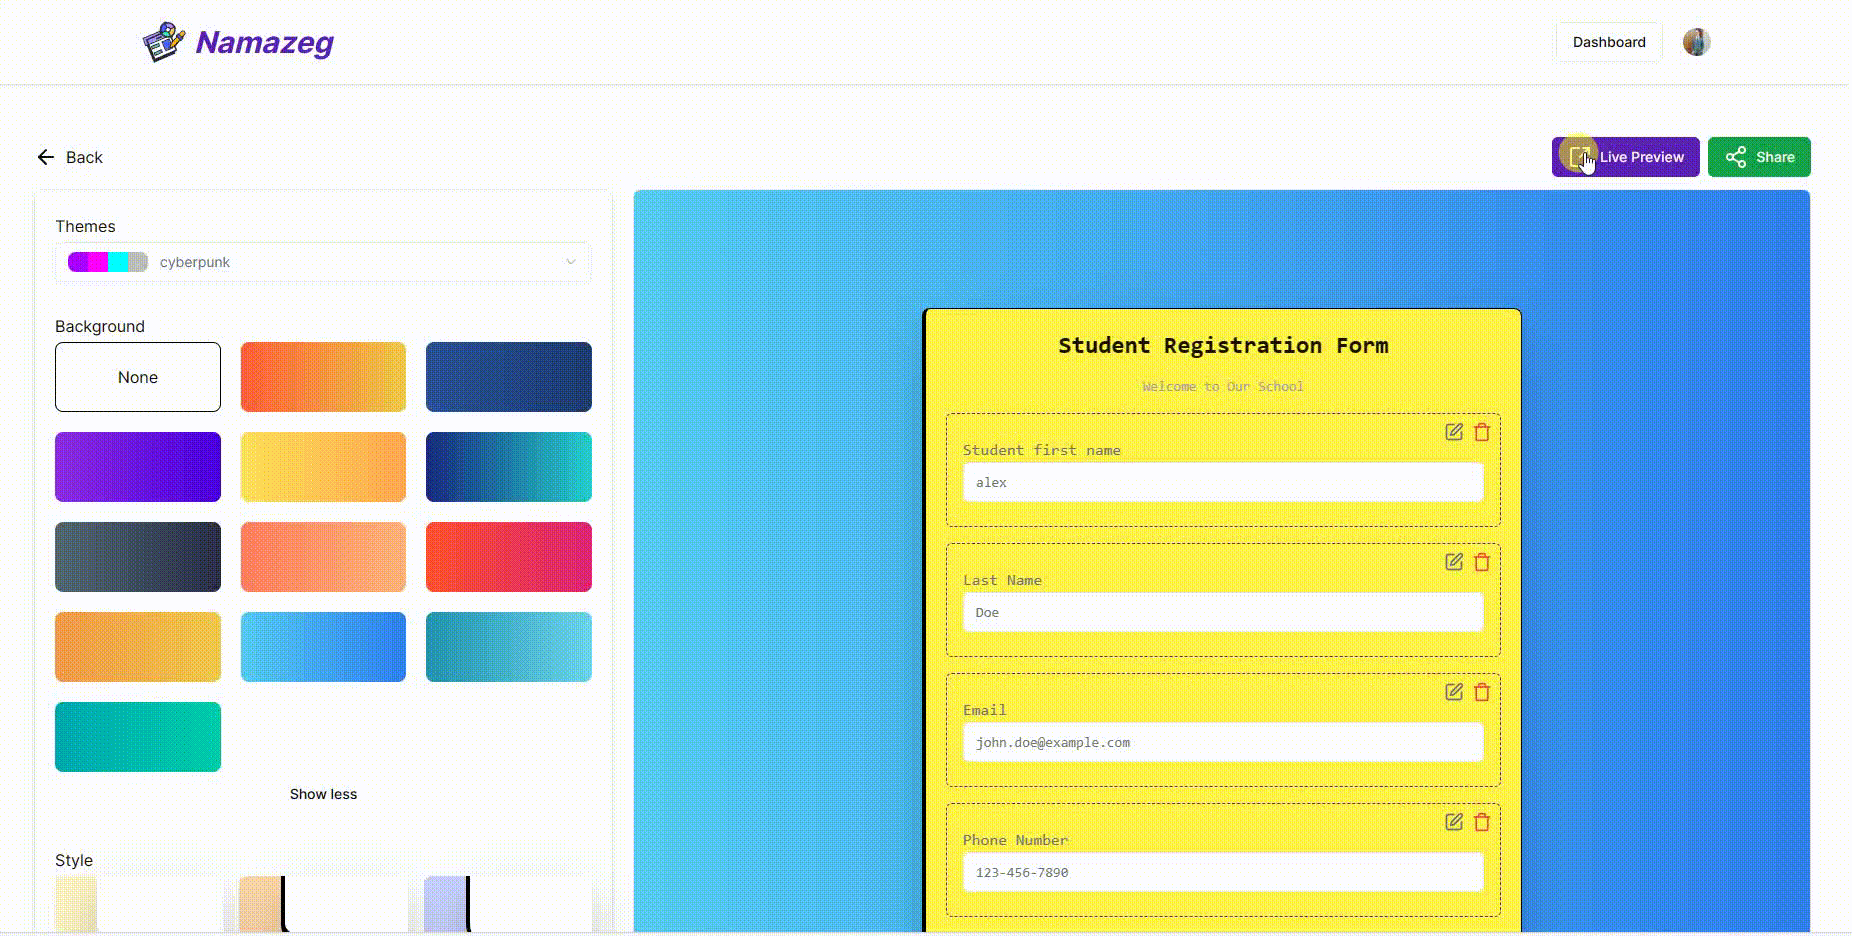 Namazeg
Dashboard
Back
Live Preview
Share
Themes
cyberpunk
Background
None
Show less
Style
Student Registration Form
Welcome to Our School
Student first name
alex
Last Name
Doe
Email
john.doe@example.com
Phone Number
123-456-7890